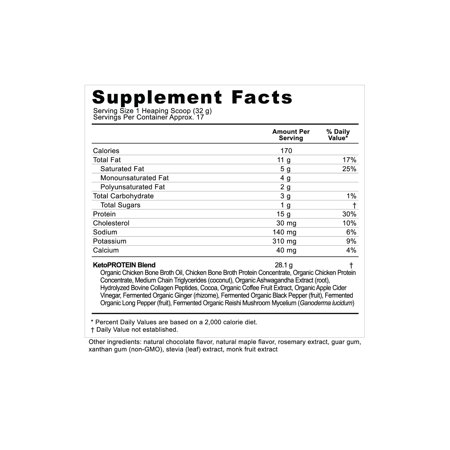 Supplement Facts
Serving Size 1 Heaping Scoop (32 g)
Servings Per Container Approx. 17
Amount Per Serving % Daily Value*
Calories 170
Total Fat 11 g 17%
Saturated Fat 5 g 25%
Monounsaturated Fat 4 g
Polyunsaturated Fat 2 g
Total Carbohydrate 3 g 1%
Total Sugars 1 g †
Protein 15 g 30%
Cholesterol 30 mg 10%
Sodium 140 mg 6%
Potassium 310 mg 9%
Calcium 40 mg 4%
KetoPROTEIN Blend 28.1 g †
Organic Chicken Bone Broth Oil, Chicken Bone Broth Protein Concentrate, Organic Chicken Protein
Concentrate, Medium Chain Triglycerides (coconut), Organic Ashwagandha Extract (root),
Hydrolyzed Bovine Collagen Peptides, Cocoa, Organic Coffee Fruit Extract, Organic Apple Cider
Vinegar, Fermented Organic Ginger (rhizome), Fermented Organic Black Pepper (fruit), Fermented
Organic Long Pepper (fruit), Fermented Organic Reishi Mushroom Mycelium (Ganoderma lucidum)
* Percent Daily Values are based on a 2,000 calorie diet.
† Daily Value not established.
Other ingredients: natural chocolate flavor, natural maple flavor, rosemary extract, guar gum,
xanthan gum (non-GMO), stevia (leaf) extract, monk fruit extract